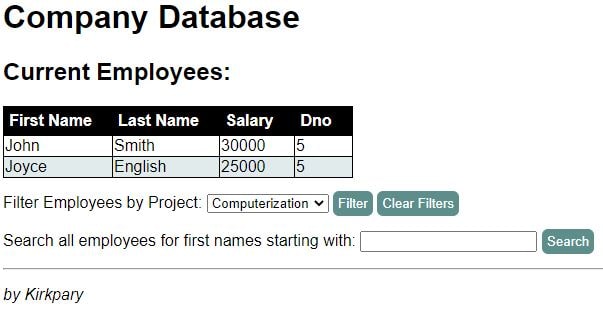 Company Database
Current Employees:
First Name Last Name Salary Dno
John Smith 30000 5
Joyce English 25000 5
Filter Employees by Project: Computerization Filter Clear Filters
Search all employees for first names starting with: Search
by Kirkpary